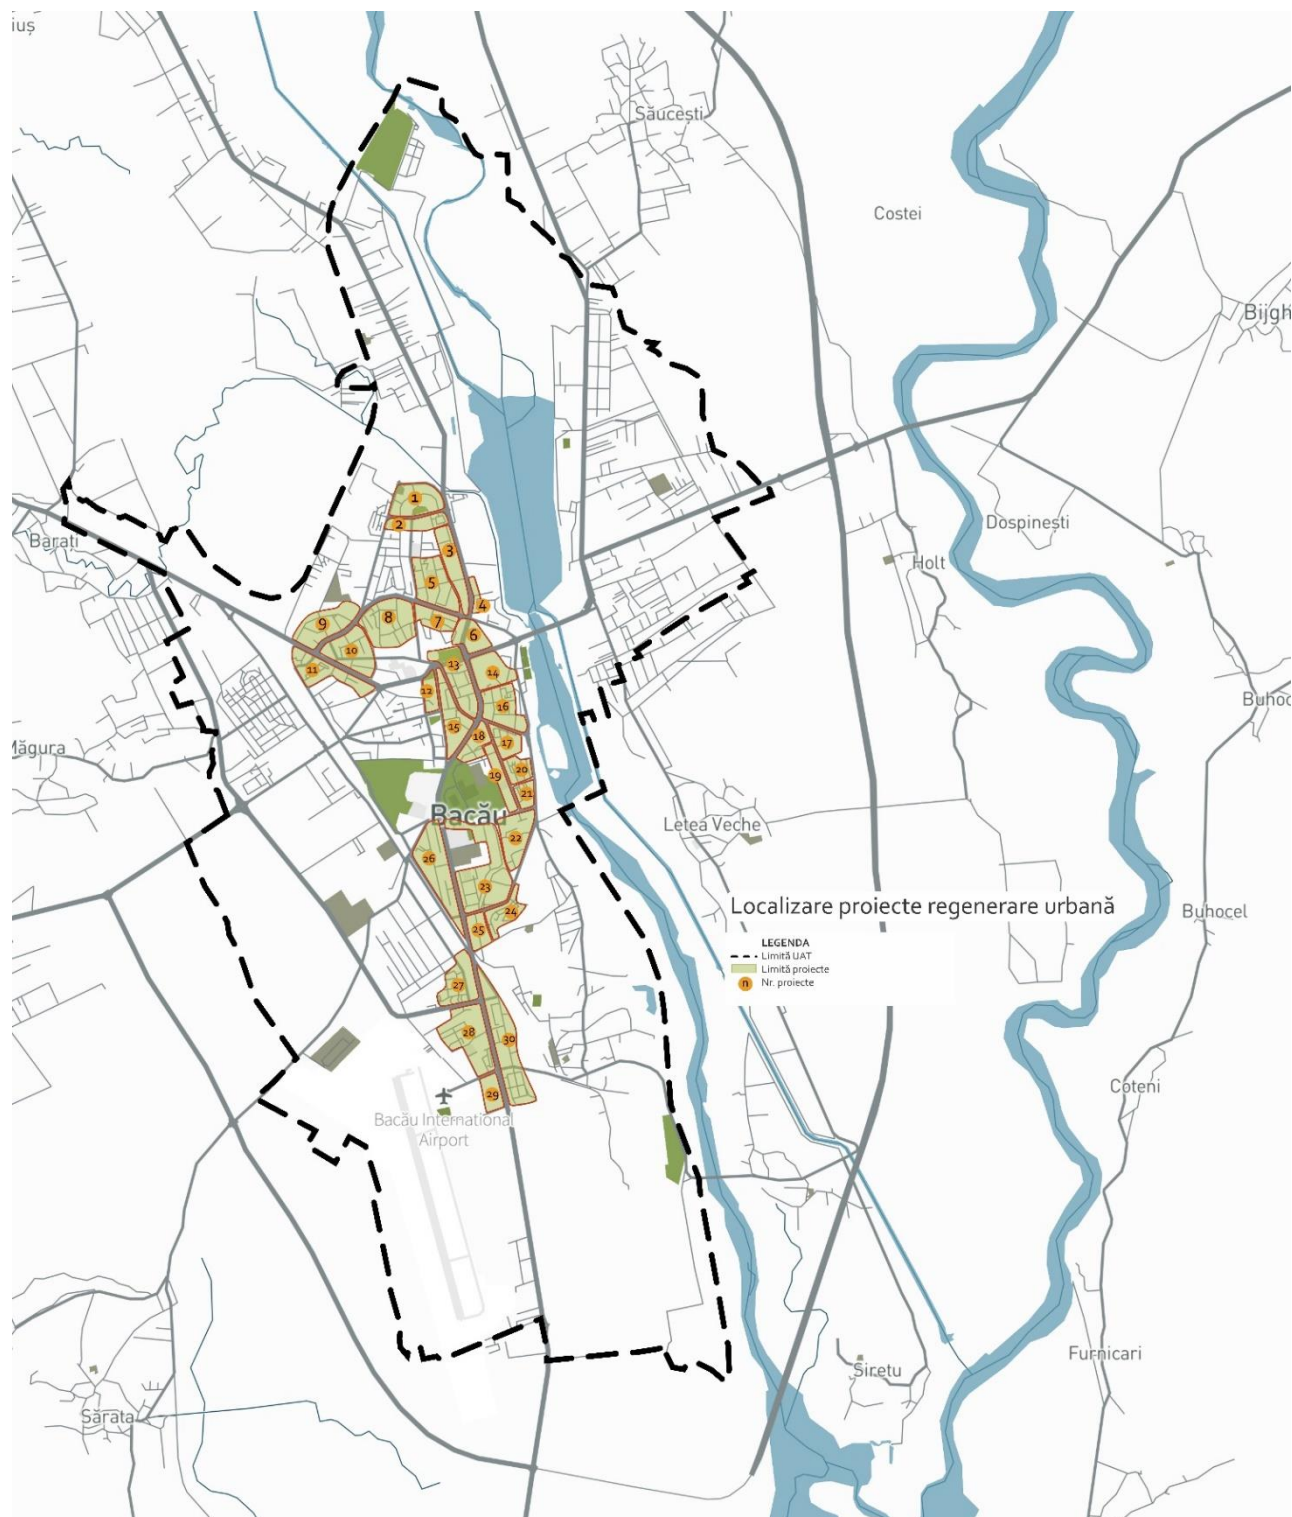 iuș
Săucești
Costei
Bijgh
1
2
Dospinești
Barați
3
Holt
5
4
9
8
7
6
10
13
11
14
12
Buhoc
16
15
Măgura
18
17
19
20
21
Bacău
Letea Veche
22
26
23
Localizare proiecte regenerare urbană
24
Buhocel
25
LEGENDA
Limită UAT
Limită proiecte
n Nr. proiecte
27
28
30
Coteni
29
Bacău International
Airport
Furnicari
Siretu
Sărata